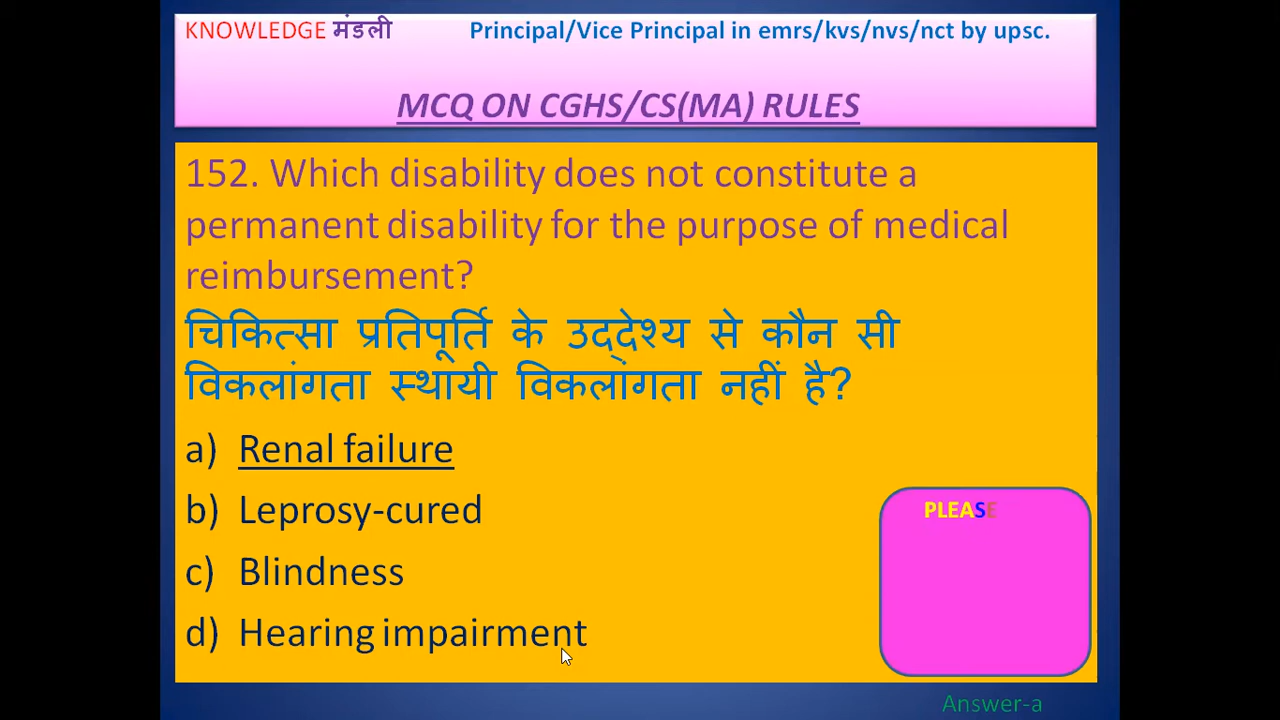 KNOWLEDGE मंडली Principal/Vice Principal in emrs/kvs/nvs/nct by upsc.
MCQ ON CGHS/CS(MA) RULES
152. Which disability does not constitute a
permanent disability for the purpose of medical
reimbursement?
चिकित्सा प्रतिपूर्ति के उद्देश्य से कौन सी
विकलांगता स्थायी विकलांगता नहीं है?
a) Renal failure
b) Leprosy-cured
c) Blindness
d) Hearing impairment
PLEASE
Answer-a